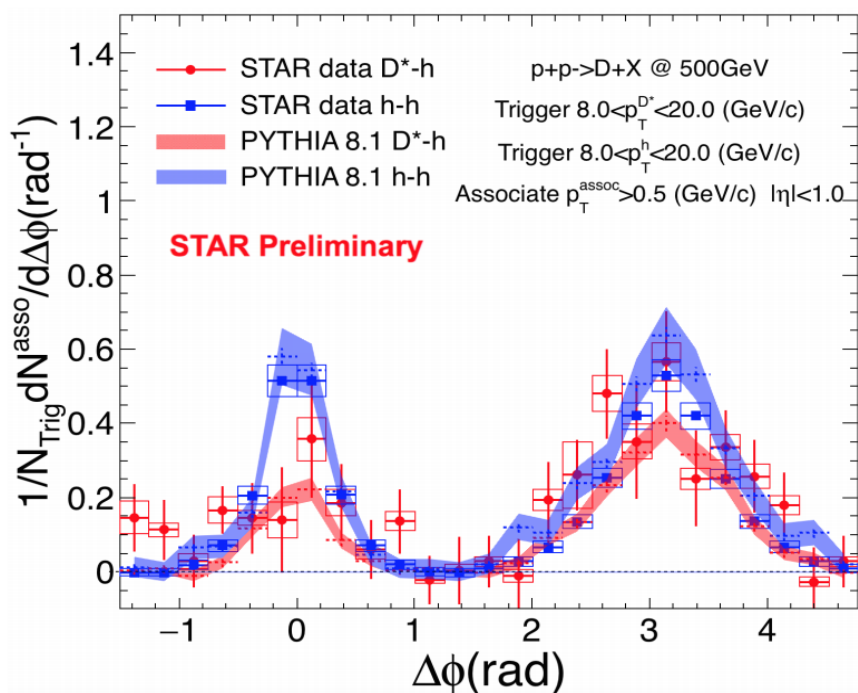 1.4
1.2
1
0.8
0.6
0.4
0.2
0
1/N_Trig dN^asso/dΔϕ(rad^-1)
STAR data D*-h
STAR data h-h
PYTHIA 8.1 D*-h
PYTHIA 8.1 h-h
p+p->D+X @ 500GeV
Trigger 8.0<p_T^D*<20.0 (GeV/c)
Trigger 8.0<p_T^h<20.0 (GeV/c)
Associate p_T^assoc>0.5 (GeV/c) |η|<1.0
STAR Preliminary
−1 0 1 2 3 4
Δϕ(rad)